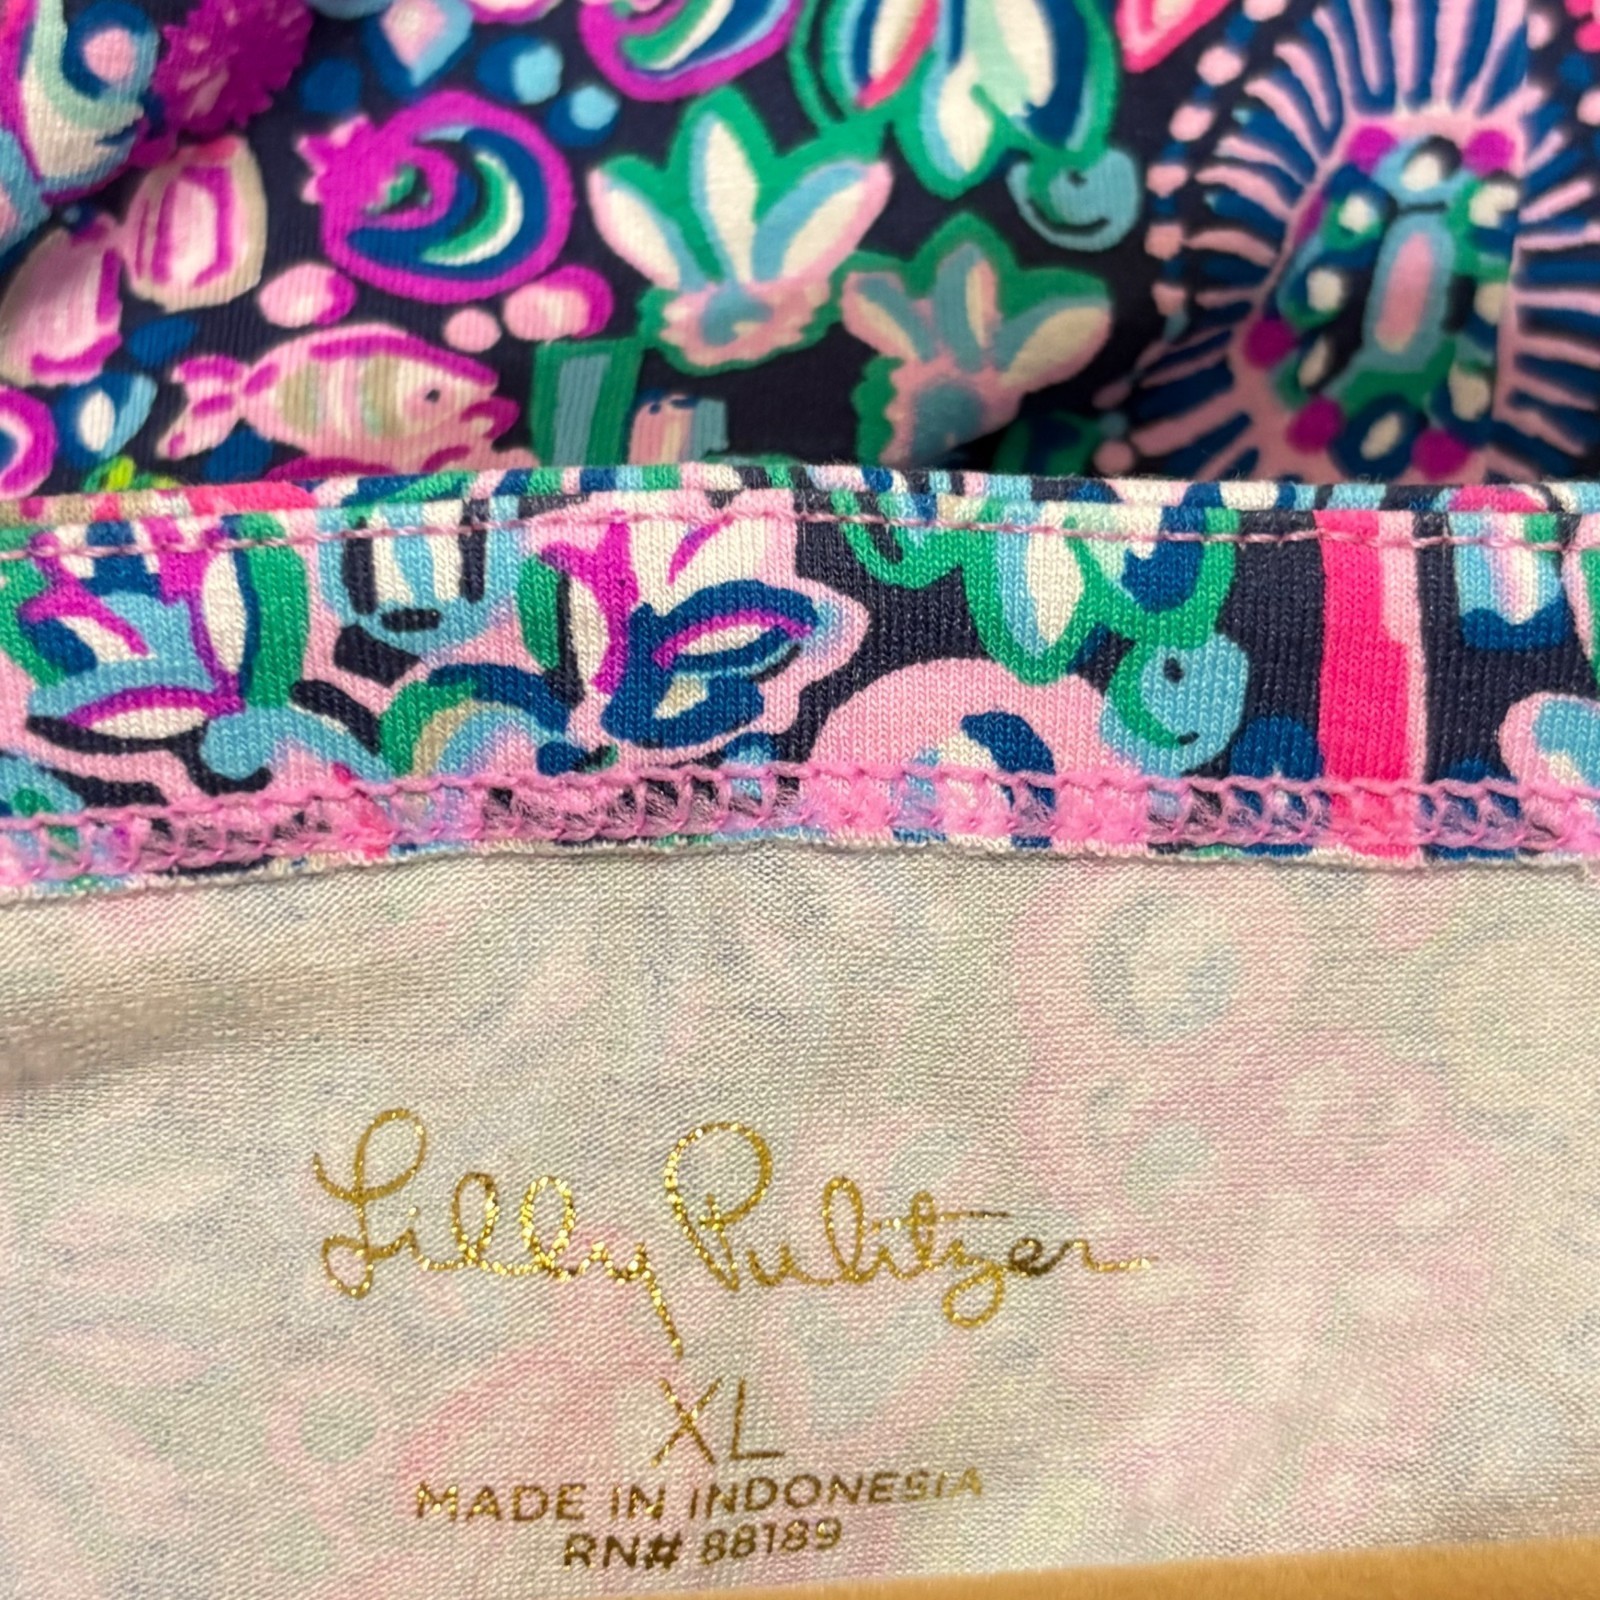 Lilly Pulitzer
XL
MADE IN INDONESIA
RN# 88189